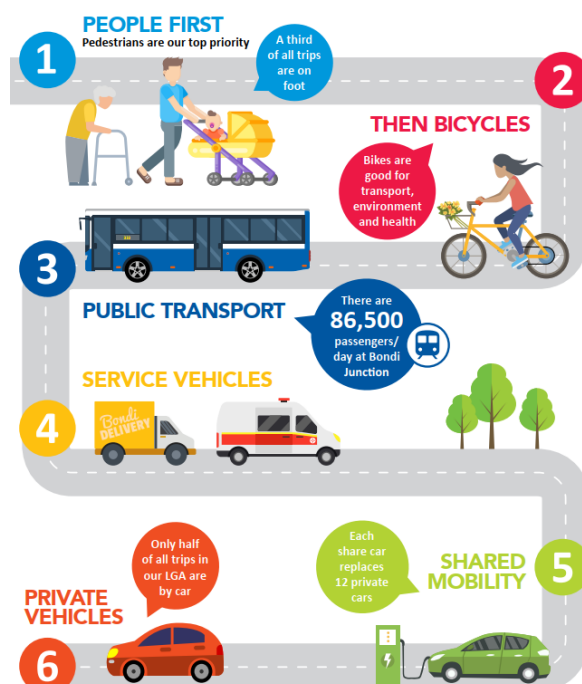 1
PEOPLE FIRST
Pedestrians are our top priority
A third
of all trips
are on
foot
2
THEN BICYCLES
Bikes are
good for
transport,
environment
and health
3
PUBLIC TRANSPORT
There are
86,500
passengers/
day at Bondi
Junction
SERVICE VEHICLES
4
Bondi
DELIVERY
Each
share car
replaces
12 private
cars
5
SHARED
MOBILITY
Only half
of all trips in
our LGA are
by car
PRIVATE
VEHICLES
6